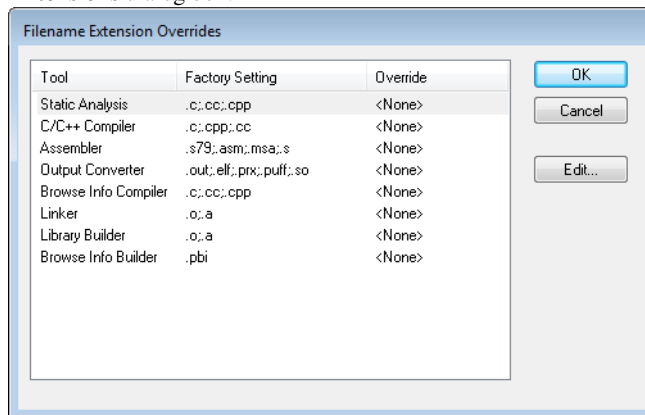 Filename Extension Overrides
Tool Factory Setting Override
Static Analysis .c;.cc;.cpp <None>
C/C++ Compiler .c;.cpp;.cc <None>
Assembler .s79;.asm;.msa;.s <None>
Output Converter .out;.elf;.prx;.puff;.so <None>
Browse Info Compiler .c;.cc;.cpp <None>
Linker .o;.a <None>
Library Builder .o;.a <None>
Browse Info Builder .pbi <None>
OK
Cancel
Edit...